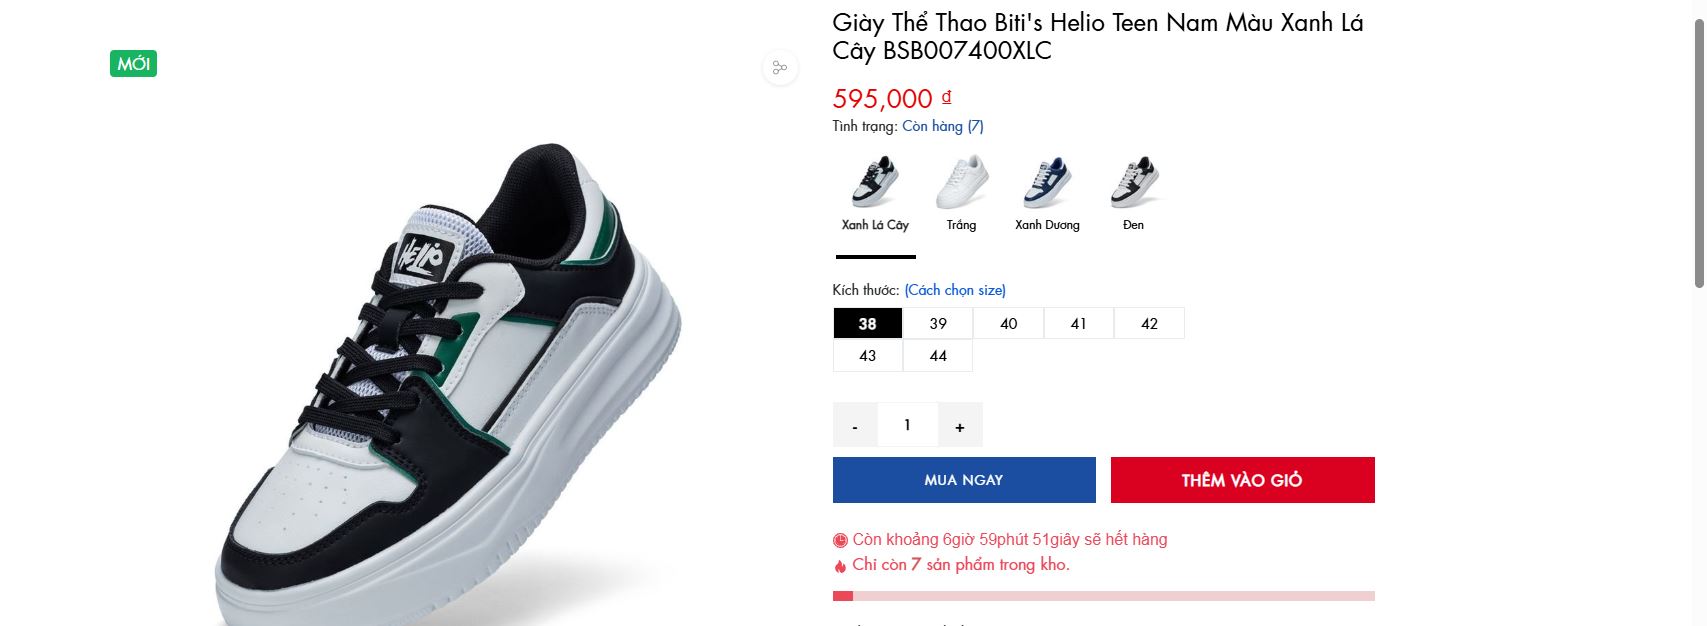 MỚI
HELIO
Giày Thể Thao Biti's Helio Teen Nam Màu Xanh Lá
Cây BSB007400XLC
595,000 ₫
Tình trạng: Còn hàng (7)
Xanh Lá Cây
Trắng
Xanh Dương
Đen
Kích thước: (Cách chọn size)
38 39 40 41 42
43 44
- 1 +
MUA NGAY
THÊM VÀO GIỎ
Còn khoảng 6giờ 59phút 51giây sẽ hết hàng
Chỉ còn 7 sản phẩm trong kho.